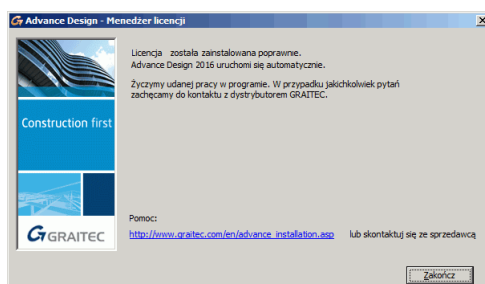 Advance Design - Menedżer licencji
Licencja została zainstalowana poprawnie.
Advance Design 2016 uruchomi się automatycznie.
Życzymy udanej pracy w programie. W przypadku jakichkolwiek pytań
zachęcamy do kontaktu z dystrybutorem GRAITEC.
Construction first
GRAITEC
Pomoc:
http://www.graitec.com/en/advance_installation.asp lub skontaktuj się ze sprzedawcą
Zakończ